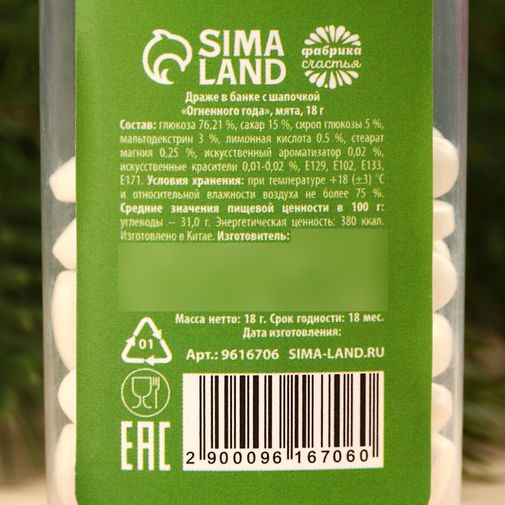 SIMA
LAND
фабрика
счастья
Драже в банке с шапочкой
«Огненного года», мята, 18 г
Состав: глюкоза 76,21 %, сахар 15 %, сироп глюкозы 5 %,
мальтодекстрин 3 %, лимонная кислота 0.5 %, стеарат
магния 0,25 %, искусственный ароматизатор 0,02 %,
искусственные красители 0,01-0,02 %, E129, E102, E133,
E171. Условия хранения: при температуре +18 (±3) °C
и относительной влажности воздуха не более 75 %.
Средние значения пищевой ценности в 100 г:
углеводы – 31,0 г. Энергетическая ценность: 380 ккал.
Изготовлено в Китае. Изготовитель:
Масса нетто: 18 г. Срок годности: 18 мес.
Дата изготовления:
01
Арт.: 9616706 SIMA-LAND.RU
EAC
2 900096 167060